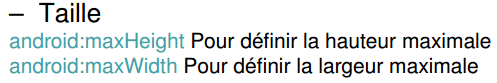 – Taille
android:maxHeight Pour définir la hauteur maximale
android:maxWidth Pour définir la largeur maximale